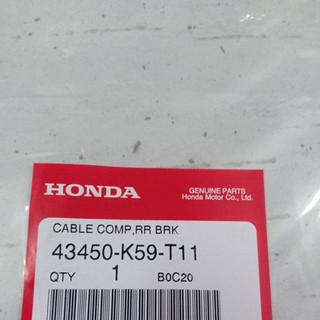 HONDA
GENUINE PARTS
Honda Motor Co., Ltd.
CABLE COMP,RR BRK
43450-K59-T11
QTY 1 B0C20